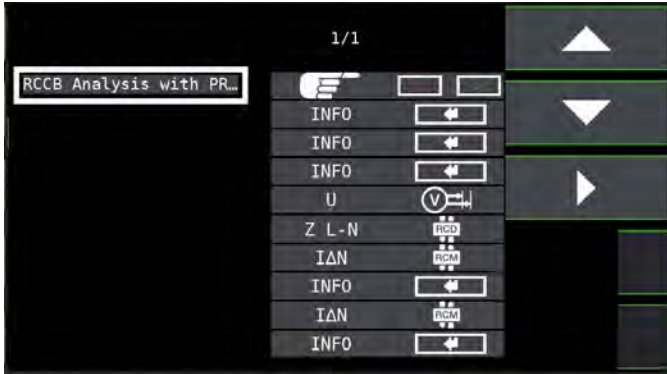 1/1
RCCB Analysis with PR…
INFO
INFO
INFO
U V
Z L-N RCD
IΔN RCM
INFO
IΔN RCM
INFO